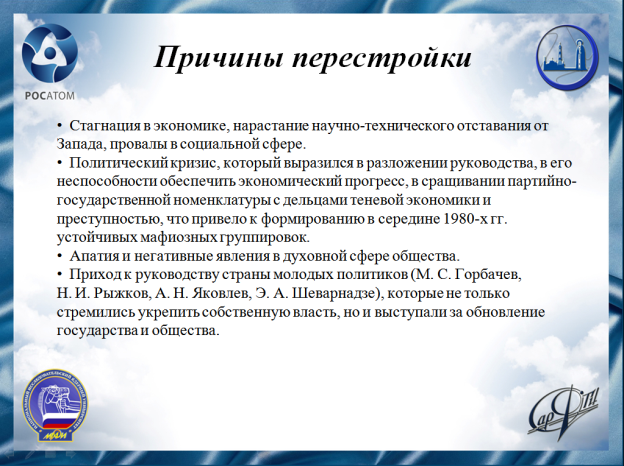 Причины перестройки
РОСАТОМ
• Стагнация в экономике, нарастание научно-технического отставания от
Запада, провалы в социальной сфере.
• Политический кризис, который выразился в разложении руководства, в его
неспособности обеспечить экономический прогресс, в сращивании партийно-
государственной номенклатуры с дельцами теневой экономики и
преступностью, что привело к формированию в середине 1980-х гг.
устойчивых мафиозных группировок.
• Апатия и негативные явления в духовной сфере общества.
• Приход к руководству страны молодых политиков (М. С. Горбачев,
Н. И. Рыжков, А. Н. Яковлев, Э. А. Шеварнадзе), которые не только
стремились укрепить собственную власть, но и выступали за обновление
государства и общества.
МИФИ
СарФТИ